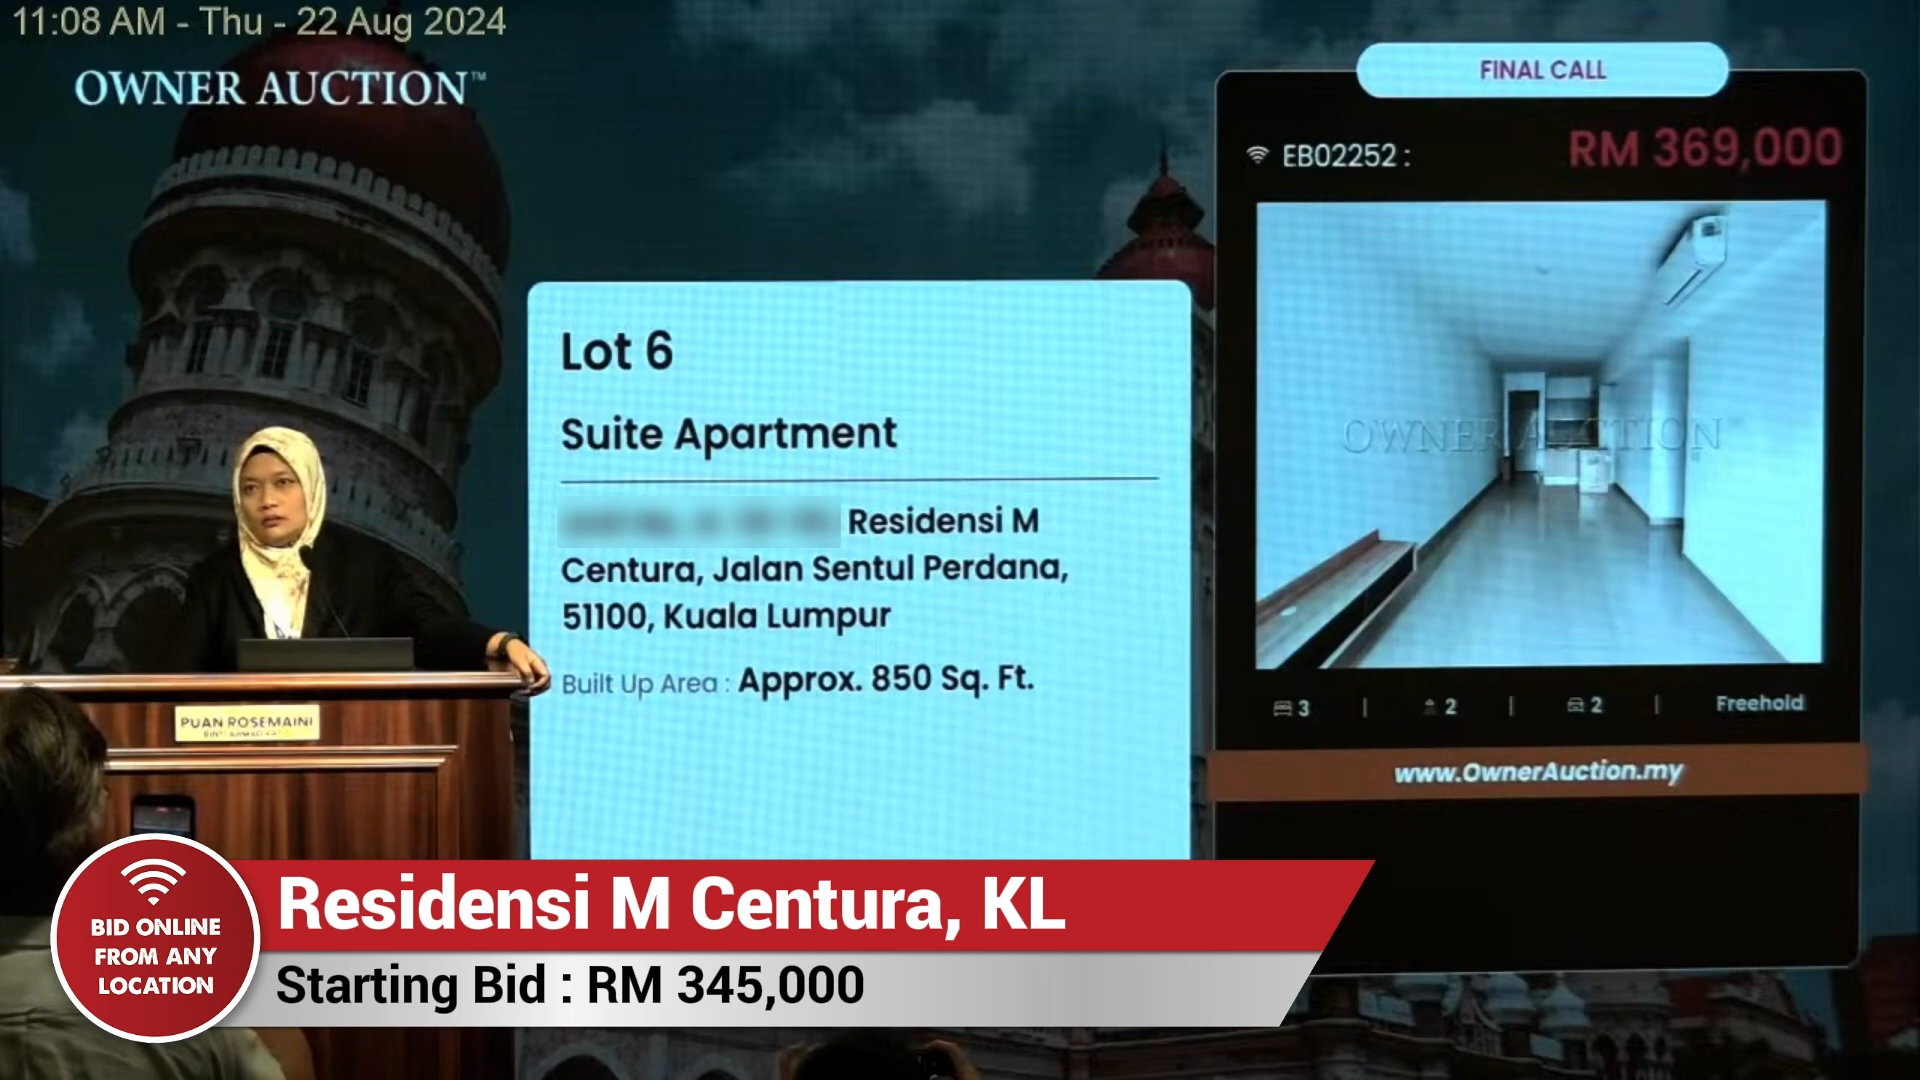 11:08 AM - Thu - 22 Aug 2024
OWNER AUCTION™
FINAL CALL
EB02252 :
RM 369,000
OWNER AUCTION
Lot 6
Suite Apartment
Residensi M
Centura, Jalan Sentul Perdana,
51100, Kuala Lumpur
Built Up Area : Approx. 850 Sq. Ft.
3 | 2 | 2 | Freehold
www.OwnerAuction.my
PUAN ROSEMAINI
BID ONLINE
FROM ANY
LOCATION
Residensi M Centura, KL
Starting Bid : RM 345,000